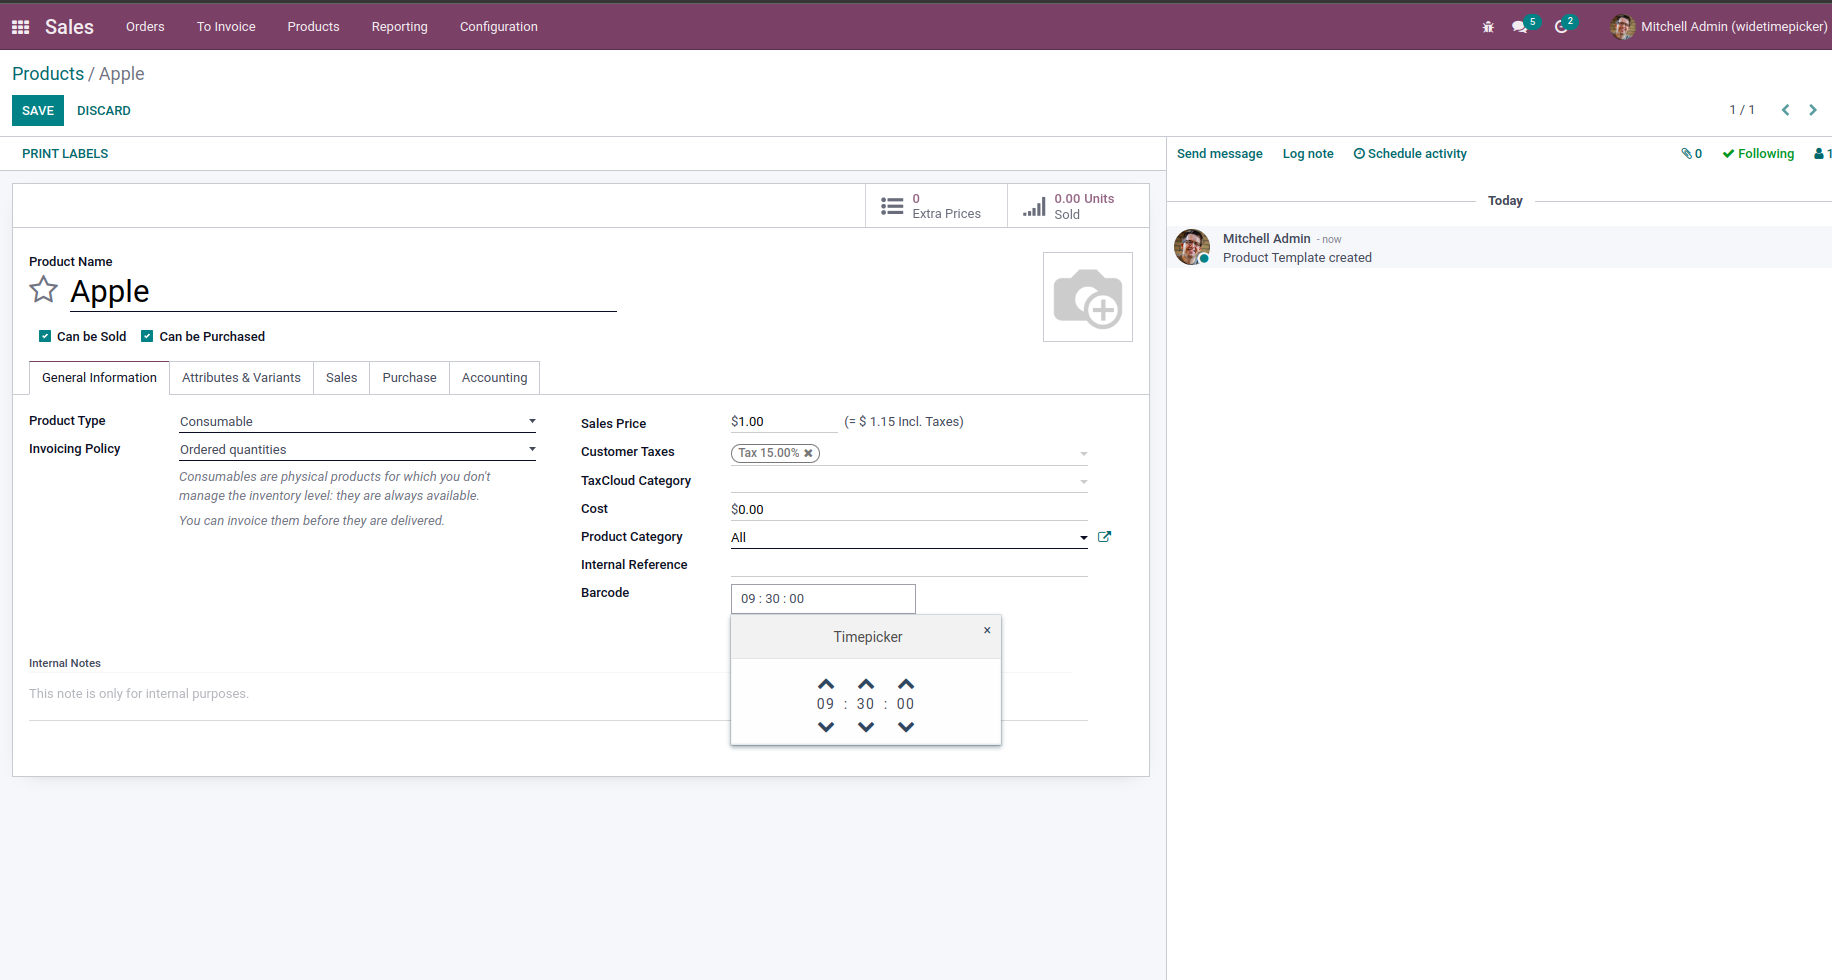 Sales Orders To Invoice Products Reporting Configuration 5 2 Mitchell Admin (widetimepicker)
Products / Apple
SAVE DISCARD 1 / 1
PRINT LABELS Send message Log note Schedule activity 0 Following 1
0 Extra Prices
0.00 Units Sold
Today
Mitchell Admin - now
Product Template created
Product Name
Apple
Can be Sold Can be Purchased
General Information Attributes & Variants Sales Purchase Accounting
Product Type Consumable
Invoicing Policy Ordered quantities
Consumables are physical products for which you don't
manage the inventory level: they are always available.
You can invoice them before they are delivered.
Sales Price $1.00 (= $ 1.15 Incl. Taxes)
Customer Taxes Tax 15.00% ×
TaxCloud Category
Cost $0.00
Product Category All
Internal Reference
Barcode 09 : 30 : 00
Timepicker ×
09 : 30 : 00
Internal Notes
This note is only for internal purposes.